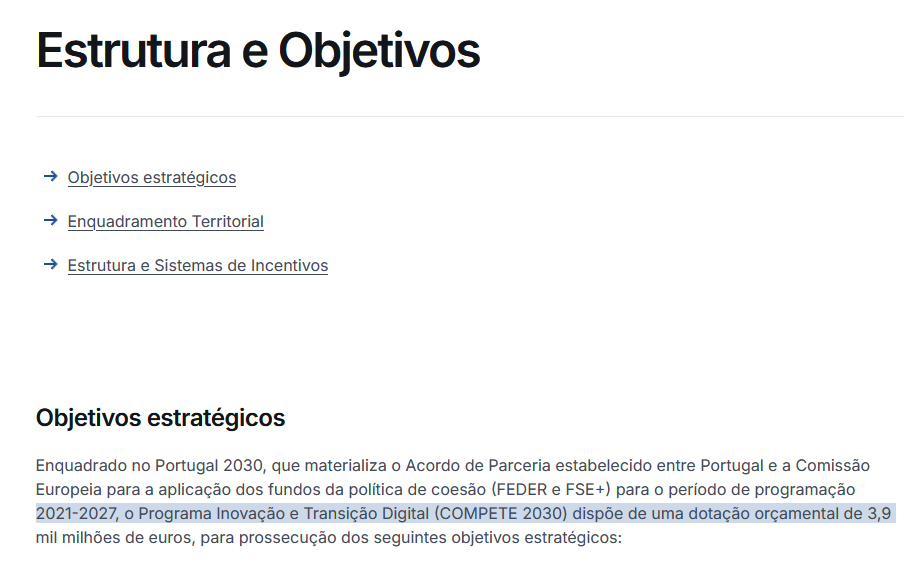 Estrutura e Objetivos
→ Objetivos estratégicos
→ Enquadramento Territorial
→ Estrutura e Sistemas de Incentivos
Objetivos estratégicos
Enquadrado no Portugal 2030, que materializa o Acordo de Parceria estabelecido entre Portugal e a Comissão
Europeia para a aplicação dos fundos da política de coesão (FEDER e FSE+) para o período de programação
2021-2027, o Programa Inovação e Transição Digital (COMPETE 2030) dispõe de uma dotação orçamental de 3,9
mil milhões de euros, para prossecução dos seguintes objetivos estratégicos: